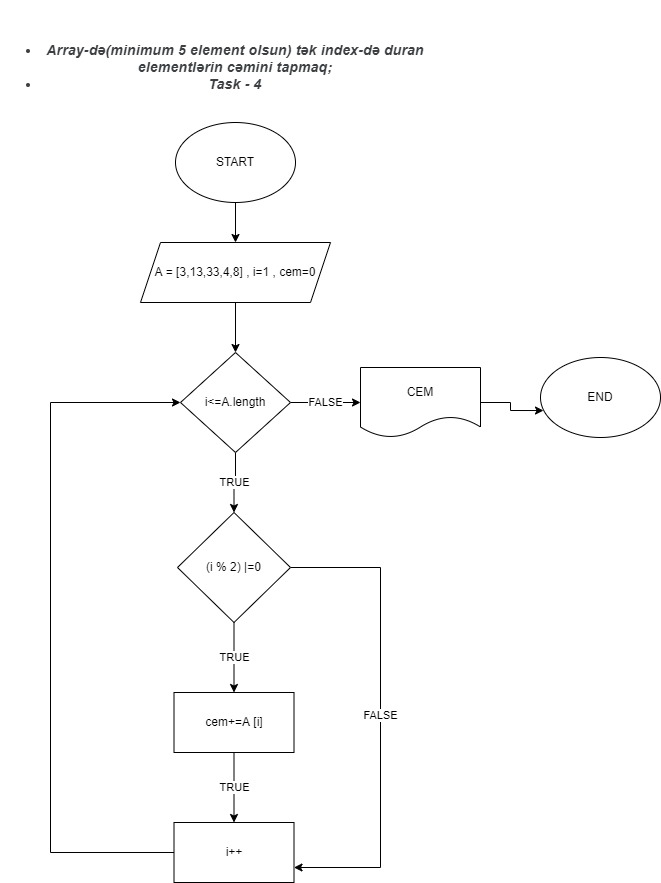 Array-də(minimum 5 element olsun) tək index-də duran
elementlərin cəmini tapmaq;
Task - 4
START
A = [3,13,33,4,8] , i=1 , cem=0
i<=A.length
FALSE
CEM
END
TRUE
(i % 2) |=0
TRUE
FALSE
cem+=A [i]
TRUE
i++